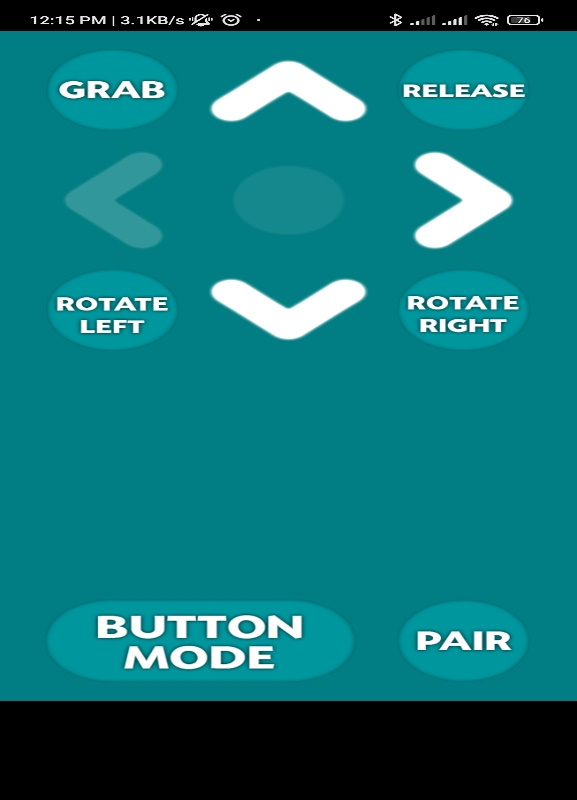 12:15 PM | 3.1KB/s
76
GRAB
RELEASE
ROTATE
LEFT
ROTATE
RIGHT
BUTTON
MODE
PAIR